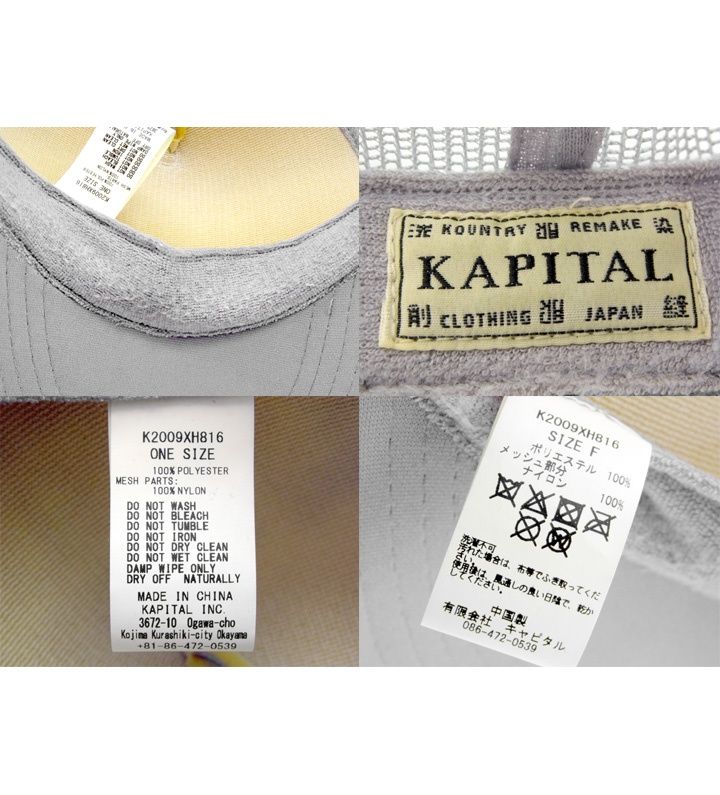 K2009XH816
ONE SIZE
洗 KOUNTRY REMAKE 染
KAPITAL
創 CLOTHING JAPAN 縫
K2009XH816
ONE SIZE
100%POLYESTER
MESH PARTS:
100%NYLON
DO NOT WASH
DO NOT BLEACH
DO NOT TUMBLE
DO NOT IRON
DO NOT DRY CLEAN
DO NOT WET CLEAN
DAMP WIPE ONLY
DRY OFF NATURALLY
MADE IN CHINA
KAPITAL INC.
3672-10 Ogawa-cho
Kojima Kurashiki-city Okayama
+81-86-472-0539
K2009XH816
SIZE F
ポリエステル 100%
メッシュ部分
ナイロン 100%
洗濯不可
汚れた場合は、布等でふき取ってくだ
さい。
使用後は、風通しの良い日陰で、乾か
してください。
中国製
有限会社 キャピタル
086-472-0539